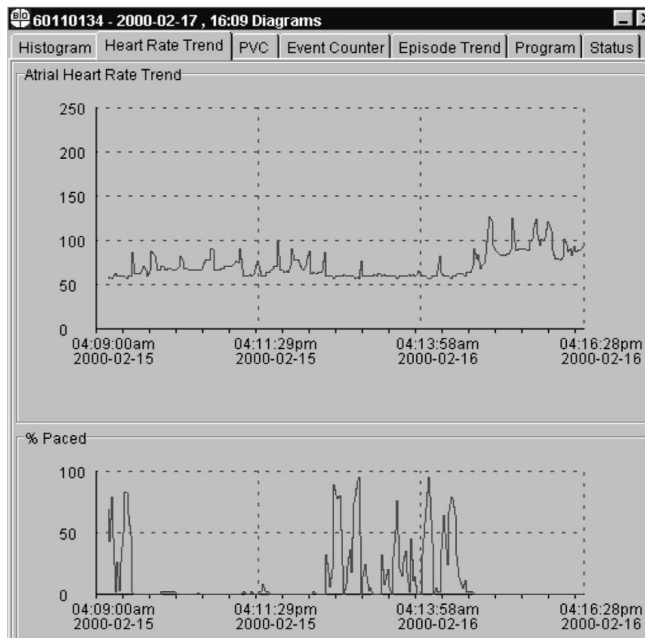 BIO 60110134 - 2000-02-17 , 16:09 Diagrams
Histogram Heart Rate Trend PVC Event Counter Episode Trend Program Status
Atrial Heart Rate Trend
250
200
150
100
50
0
04:09:00am 04:11:29pm 04:13:58am 04:16:28pm
2000-02-15 2000-02-15 2000-02-16 2000-02-16
% Paced
100
50
0
04:09:00am 04:11:29pm 04:13:58am 04:16:28pm
2000-02-15 2000-02-15 2000-02-16 2000-02-16